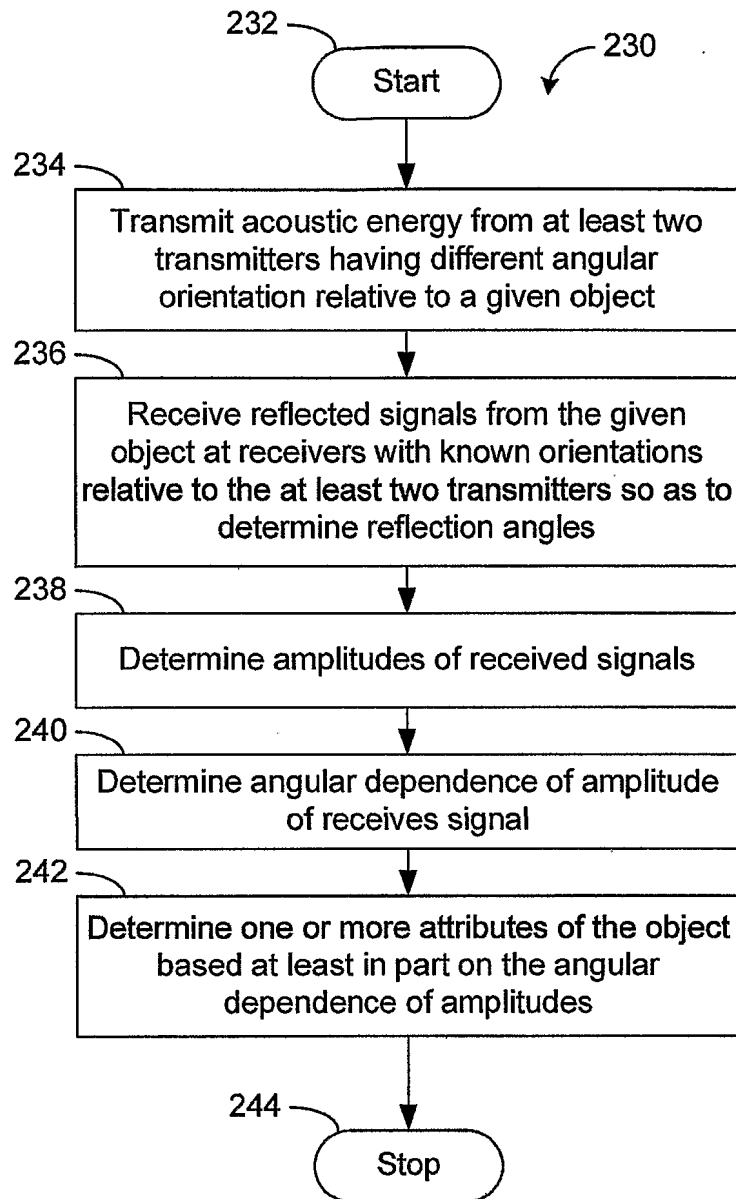 232
230
Start
234
Transmit acoustic energy from at least two
transmitters having different angular
orientation relative to a given object
236
Receive reflected signals from the given
object at receivers with known orientations
relative to the at least two transmitters so as to
determine reflection angles
238
Determine amplitudes of received signals
240
Determine angular dependence of amplitude
of receives signal
242
Determine one or more attributes of the object
based at least in part on the angular
dependence of amplitudes
244
Stop